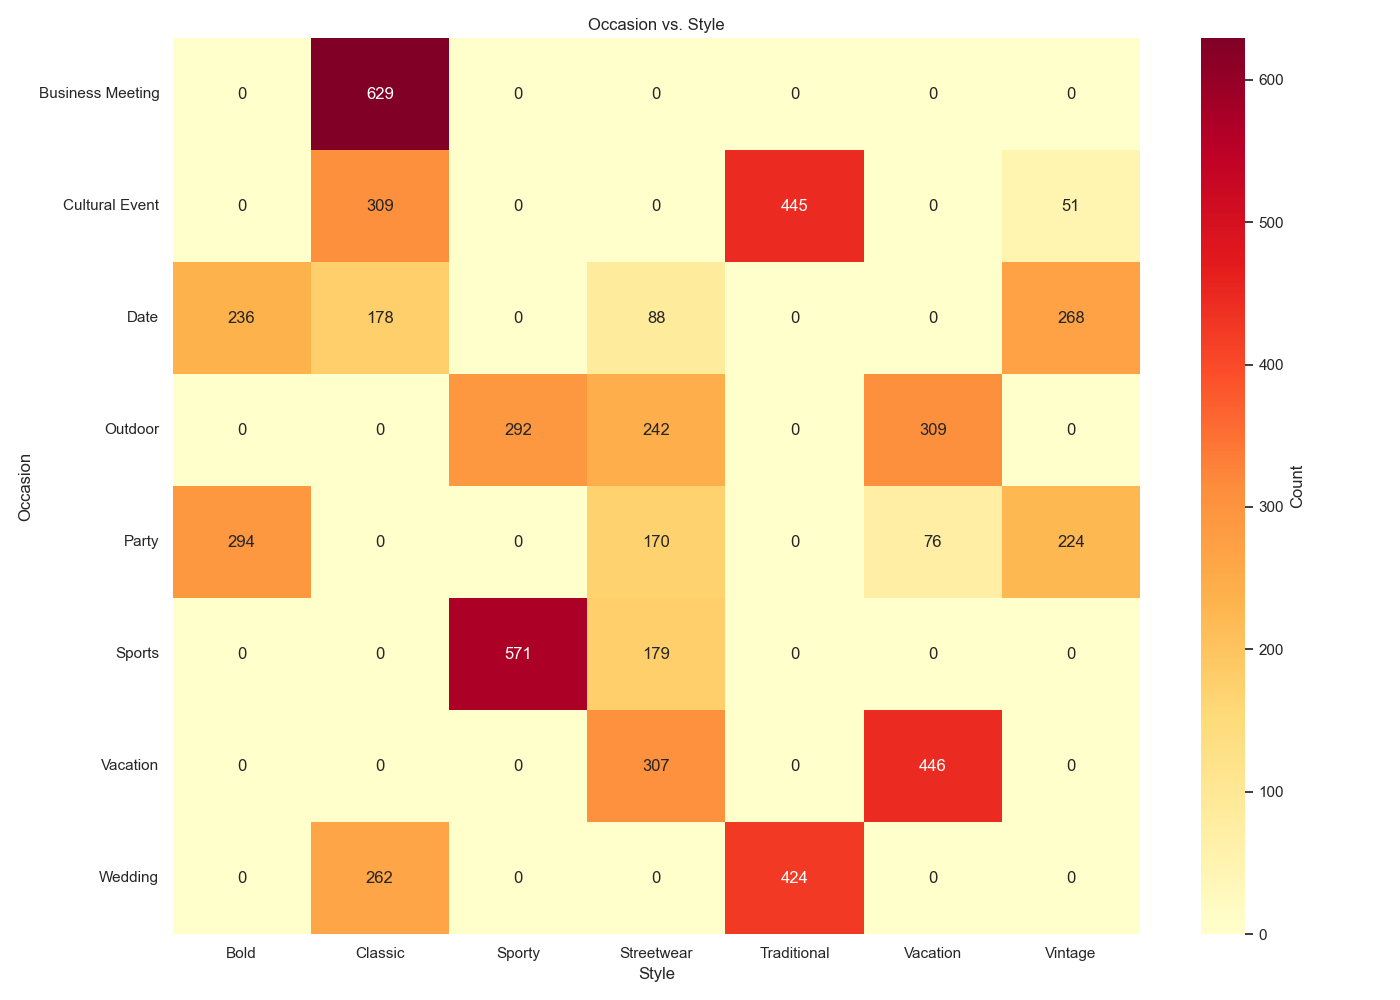 Occasion vs. Style
Business Meeting 0 629 0 0 0 0 0
Cultural Event 0 309 0 0 445 0 51
Date 236 178 0 88 0 0 268
Outdoor 0 0 292 242 0 309 0
Party 294 0 0 170 0 76 224
Sports 0 0 571 179 0 0 0
Vacation 0 0 0 307 0 446 0
Wedding 0 262 0 0 424 0 0
Occasion
Bold Classic Sporty Streetwear Traditional Vacation Vintage
Style
600
500
400
300
200
100
0
Count